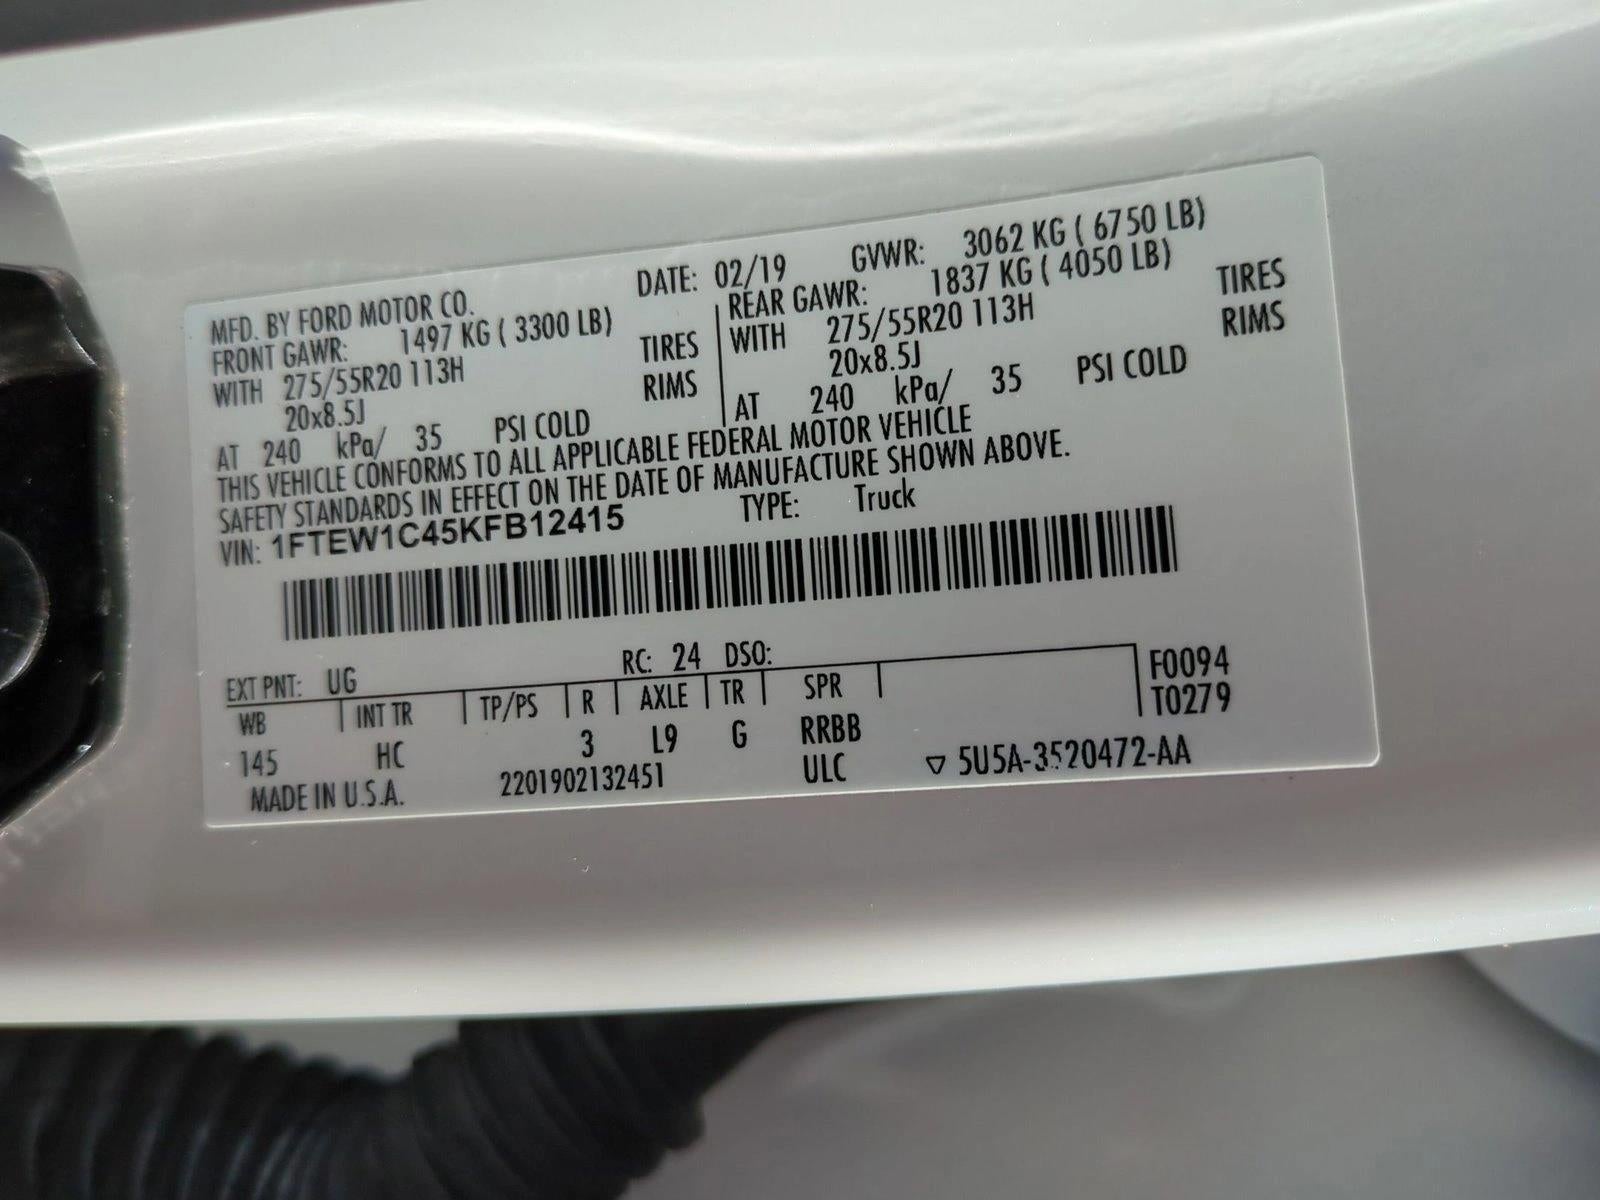 MFD. BY FORD MOTOR CO. DATE: 02/19 GVWR: 3062 KG ( 6750 LB)
FRONT GAWR: 1497 KG ( 3300 LB) REAR GAWR: 1837 KG ( 4050 LB)
WITH 275/55R20 113H TIRES WITH 275/55R20 113H TIRES
20x8.5J RIMS 20x8.5J RIMS
AT 240 kPa/ 35 PSI COLD AT 240 kPa/ 35 PSI COLD
THIS VEHICLE CONFORMS TO ALL APPLICABLE FEDERAL MOTOR VEHICLE
SAFETY STANDARDS IN EFFECT ON THE DATE OF MANUFACTURE SHOWN ABOVE.
VIN: 1FTEW1C45KFB12415 TYPE: Truck
EXT PNT: UG RC: 24 DSO: F0094
WB INT TR TP/PS R AXLE TR SPR T0279
145 HC 3 L9 G RRBB
MADE IN U.S.A. 2201902132451 ULC ▽ 5U5A-3520472-AA